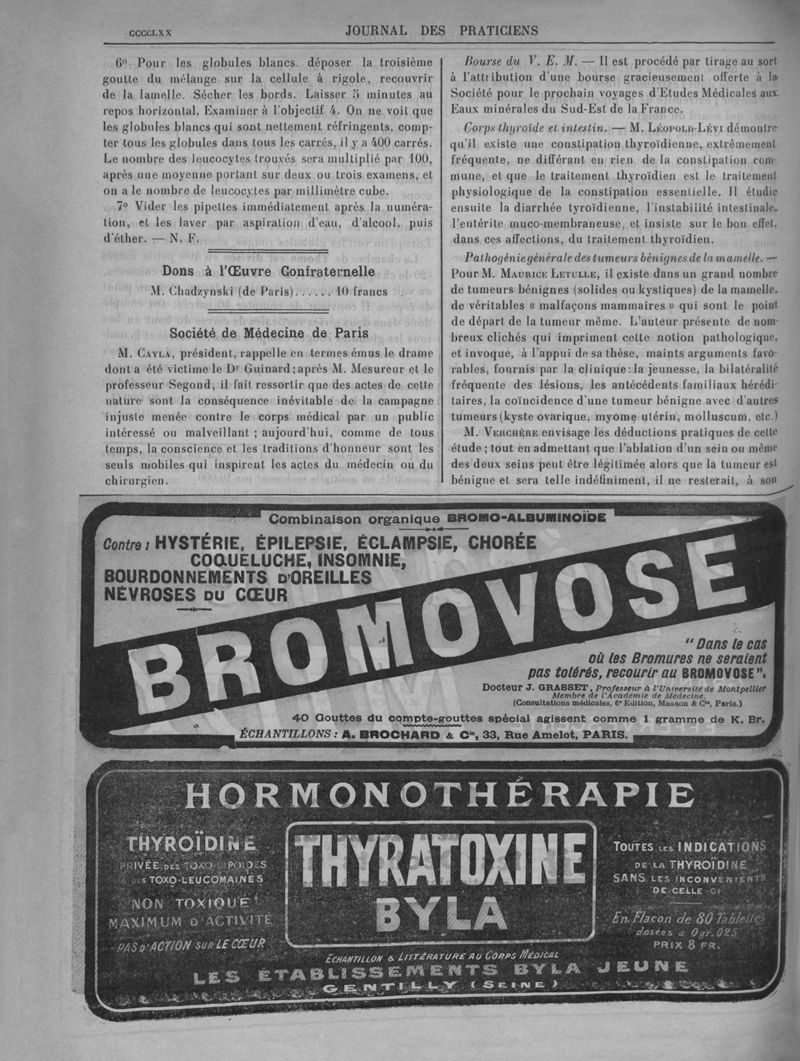 CCCCLXX
JOURNAL DES PRATICIENS
6º Pour les globules blancs. déposer la troisième
goutte du mélange sur la cellule à rigole, recouvrir
de la lamelle. Sécher les bords. Laisser 5 minutes au
repos horizontal. Examiner à l'objectif 4. On ne voit que
les globules blancs qui sont nettement réfringents. comp-
ter tous les globules dans tous les carrés, il y a 400 carrés.
Le nombre des leucocytes trouvés sera multiplié par 100,
après une moyenne portant sur deux ou trois examens, et
on a le nombre de leucocytes par millimètre cube.
7º Vider les pipettes immédiatement après la numéra-
tion, et les laver par aspiration d'eau, d'alcool, puis
d'éther. — N. F.
Dons à l'Œuvre Confraternelle
M. Chadzynski (de Paris)...... 10 francs
Société de Médecine de Paris
M. CAYLA, président, rappelle en termes émus le drame
dont a été victime le Dr Guinard; après M. Mesureur et le
professeur Segond, il fait ressortir que des actes de cette
nature sont la conséquence inévitable de la campagne
injuste menée contre le corps médical par un public
intéressé ou malveillant ; aujourd'hui, comme de tous
temps, la conscience et les traditions d'honneur sont les
seuls mobiles qui inspirent les actes du médecin ou du
chirurgien.
Bourse du V. E. M. — Il est procédé par tirage au sort
à l'attribution d'une bourse gracieusement offerte à la
Société pour le prochain voyages d'Etudes Médicales aux
Eaux minérales du Sud-Est de la France.
Corps thyroïde et intestin. — M. LÉOPOLD-LÉVI démontre
qu'il existe une constipation thyroïdienne, extrêmement
fréquente, ne différant en rien de la constipation com-
mune, et que le traitement thyroïdien est le traitement
physiologique de la constipation essentielle. Il étudie
ensuite la diarrhée tyroïdienne, l'instabilité intestinale,
l'entérite muco-membraneuse, et insiste sur le bon effet,
dans ces affections, du traitement thyroïdien.
Pathogénie générale des tumeurs bénignes de la mamelle. —
Pour M. MAURICE LETULLE, il existe dans un grand nombre
de tumeurs bénignes (solides ou kystiques) de la mamelle,
de véritables « malfaçons mammaires » qui sont le point
de départ de la tumeur même. L'auteur présente de nom-
breux clichés qui impriment cette notion pathologique,
et invoque, à l'appui de sa thèse, maints arguments favo-
rables, fournis par la clinique: la jeunesse, la bilatéralité
fréquente des lésions, les antécédents familiaux hérédi-
taires, la coïncidence d'une tumeur bénigne avec d'autres
tumeurs (kyste ovarique, myome utérin, molluscum, etc.)
M. VERCHÈRE envisage les déductions pratiques de cette
étude ; tout en admettant que l'ablation d'un sein ou même
des deux seins peut être légitimée alors que la tumeur est
bénigne et sera telle indéfiniment, il ne resterait, à son
Combinaison organique BROMO-ALBUMINOÏDE
Contre : HYSTÉRIE, ÉPILEPSIE, ÉCLAMPSIE, CHORÉE
COQUELUCHE, INSOMNIE,
BOURDONNEMENTS D'OREILLES
NÉVROSES DU CŒUR
BROMOVOSE
"Dans le cas
où les Bromures ne seraient
pas tolérés, recourir au BROMOVOSE".
Docteur J. GRASSET, Professeur à l'Université de Montpellier
Membre de l'Académie de Médecine.
(Consultations médicales, 6e Edition, Masson & Cie, Paris.)
40 Gouttes du compte-gouttes spécial agissent comme 1 gramme de K. Br.
ÉCHANTILLONS : A. BROCHARD & Cie, 33, Rue Amelot, PARIS.
HORMONOTHÉRAPIE
THYROÏDINE
PRIVÉE DES TOXO-LIPOÏDES
& DES TOXO-LEUCOMAINES
NON TOXIQUE
MAXIMUM D'ACTIVITÉ
PAS D'ACTION SUR LE CŒUR
THYRATOXINE
BYLA
TOUTES LES INDICATIONS
DE LA THYROÏDINE
SANS LES INCONVENIENTS
DE CELLE-CI
En Flacon de 80 Tablettes
dosées à 0gr.025
PRIX 8 FR.
ÉCHANTILLON & LITTÉRATURE AU CORPS MÉDICAL
LES ÉTABLISSEMENTS BYLA JEUNE
GENTILLY (SEINE)